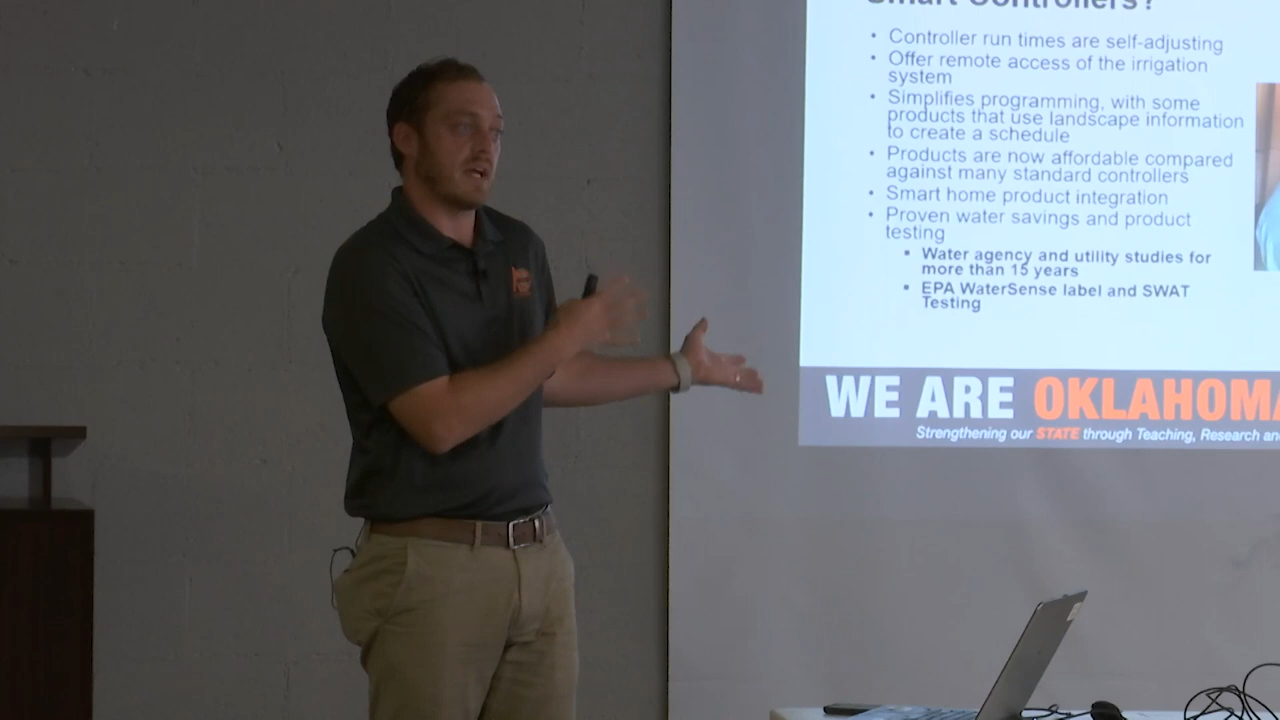 Smart Controllers?
• Controller run times are self-adjusting
• Offer remote access of the irrigation
system
• Simplifies programming, with some
products that use landscape information
to create a schedule
• Products are now affordable compared
against many standard controllers
• Smart home product integration
• Proven water savings and product
testing
• Water agency and utility studies for
more than 15 years
• EPA WaterSense label and SWAT
Testing
WE ARE OKLAHOMA
Strengthening our STATE through Teaching, Research an